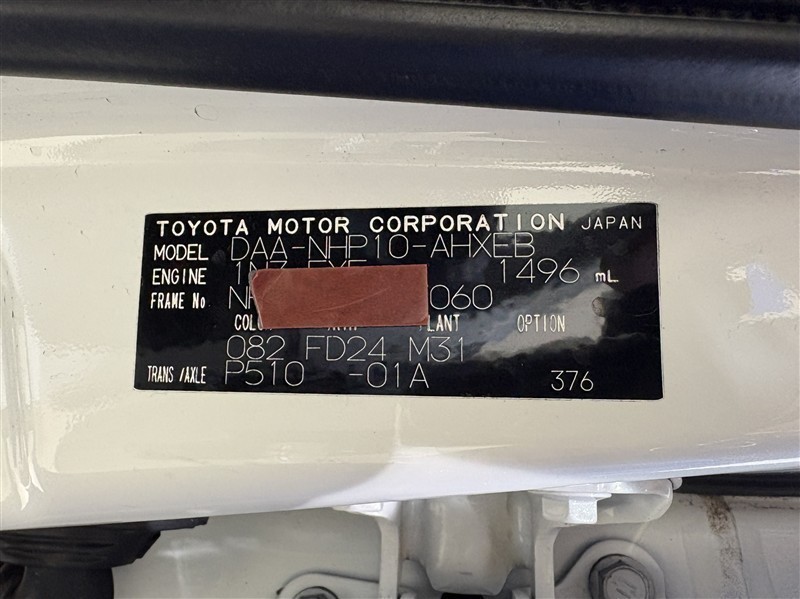 TOYOTA MOTOR CORPORATION JAPAN
MODEL DAA-NHP10-AHXEB
ENGINE 1496 mL
FRAME No 060
PLANT OPTION
082 FD24 M31
TRANS/AXLE P510 -01A 376